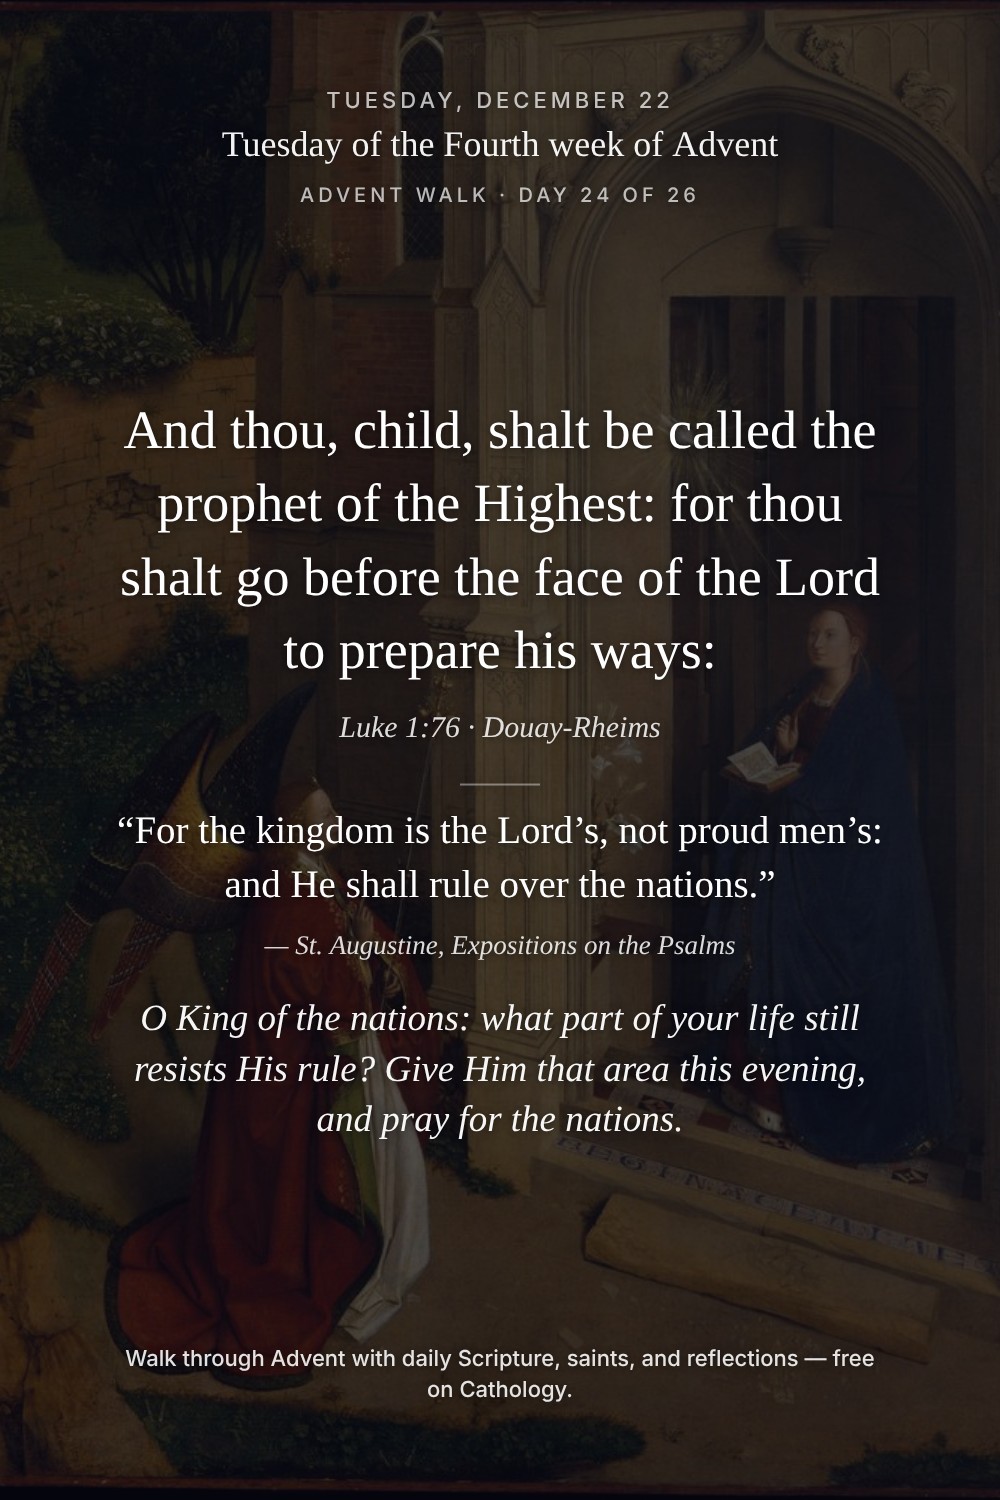 TUESDAY, DECEMBER 22
Tuesday of the Fourth week of Advent
ADVENT WALK · DAY 24 OF 26
And thou, child, shalt be called the
prophet of the Highest: for thou
shalt go before the face of the Lord
to prepare his ways:
Luke 1:76 · Douay-Rheims
“For the kingdom is the Lord’s, not proud men’s:
and He shall rule over the nations.”
— St. Augustine, Expositions on the Psalms
O King of the nations: what part of your life still
resists His rule? Give Him that area this evening,
and pray for the nations.
Walk through Advent with daily Scripture, saints, and reflections — free
on Cathology.